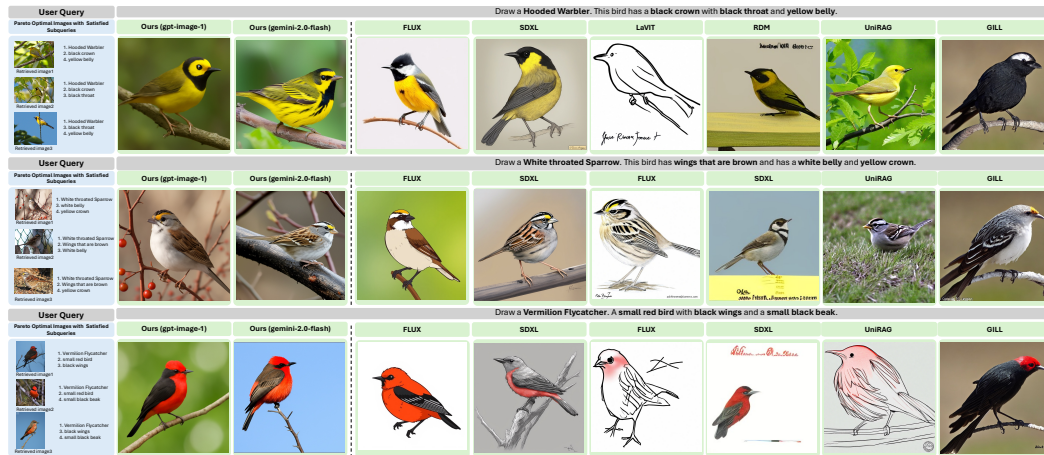 User Query
Draw a Hooded Warbler. This bird has a black crown with black throat and yellow belly.
Pareto Optimal Images with Satisfied
Subqueries
Ours (gpt-image-1)
Ours (gemini-2.0-flash)
FLUX
SDXL
LaVIT
RDM
UniRAG
GILL
1. Hooded Warbler
2. black crown
4. yellow belly
Retrieved image1
1. Hooded Warbler
2. black crown
3. black throat
Retrieved image2
1. Hooded Warbler
3. black throat
4. yellow belly
Retrieved image3
User Query
Draw a White throated Sparrow. This bird has wings that are brown and has a white belly and yellow crown.
Pareto Optimal Images with Satisfied
Subqueries
Ours (gpt-image-1)
Ours (gemini-2.0-flash)
FLUX
SDXL
FLUX
SDXL
UniRAG
GILL
1. White throated Sparrow
3. white belly
4. yellow crown
Retrieved image1
1. White throated Sparrow
2. Wings that are brown
3. White belly
Retrieved image2
1. White throated Sparrow
2. Wings that are brown
4. yellow crown
Retrieved image3
User Query
Draw a Vermilion Flycatcher. A small red bird with black wings and a small black beak.
Pareto Optimal Images with Satisfied
Subqueries
Ours (gpt-image-1)
Ours (gemini-2.0-flash)
FLUX
SDXL
FLUX
SDXL
UniRAG
GILL
1. Vermilion Flycatcher
2. small red bird
3. black wings
Retrieved image1
1. Vermilion Flycatcher
2. small red bird
4. small black beak
Retrieved image2
1. Vermilion Flycatcher
3. black wings
4. small black beak
Retrieved image3